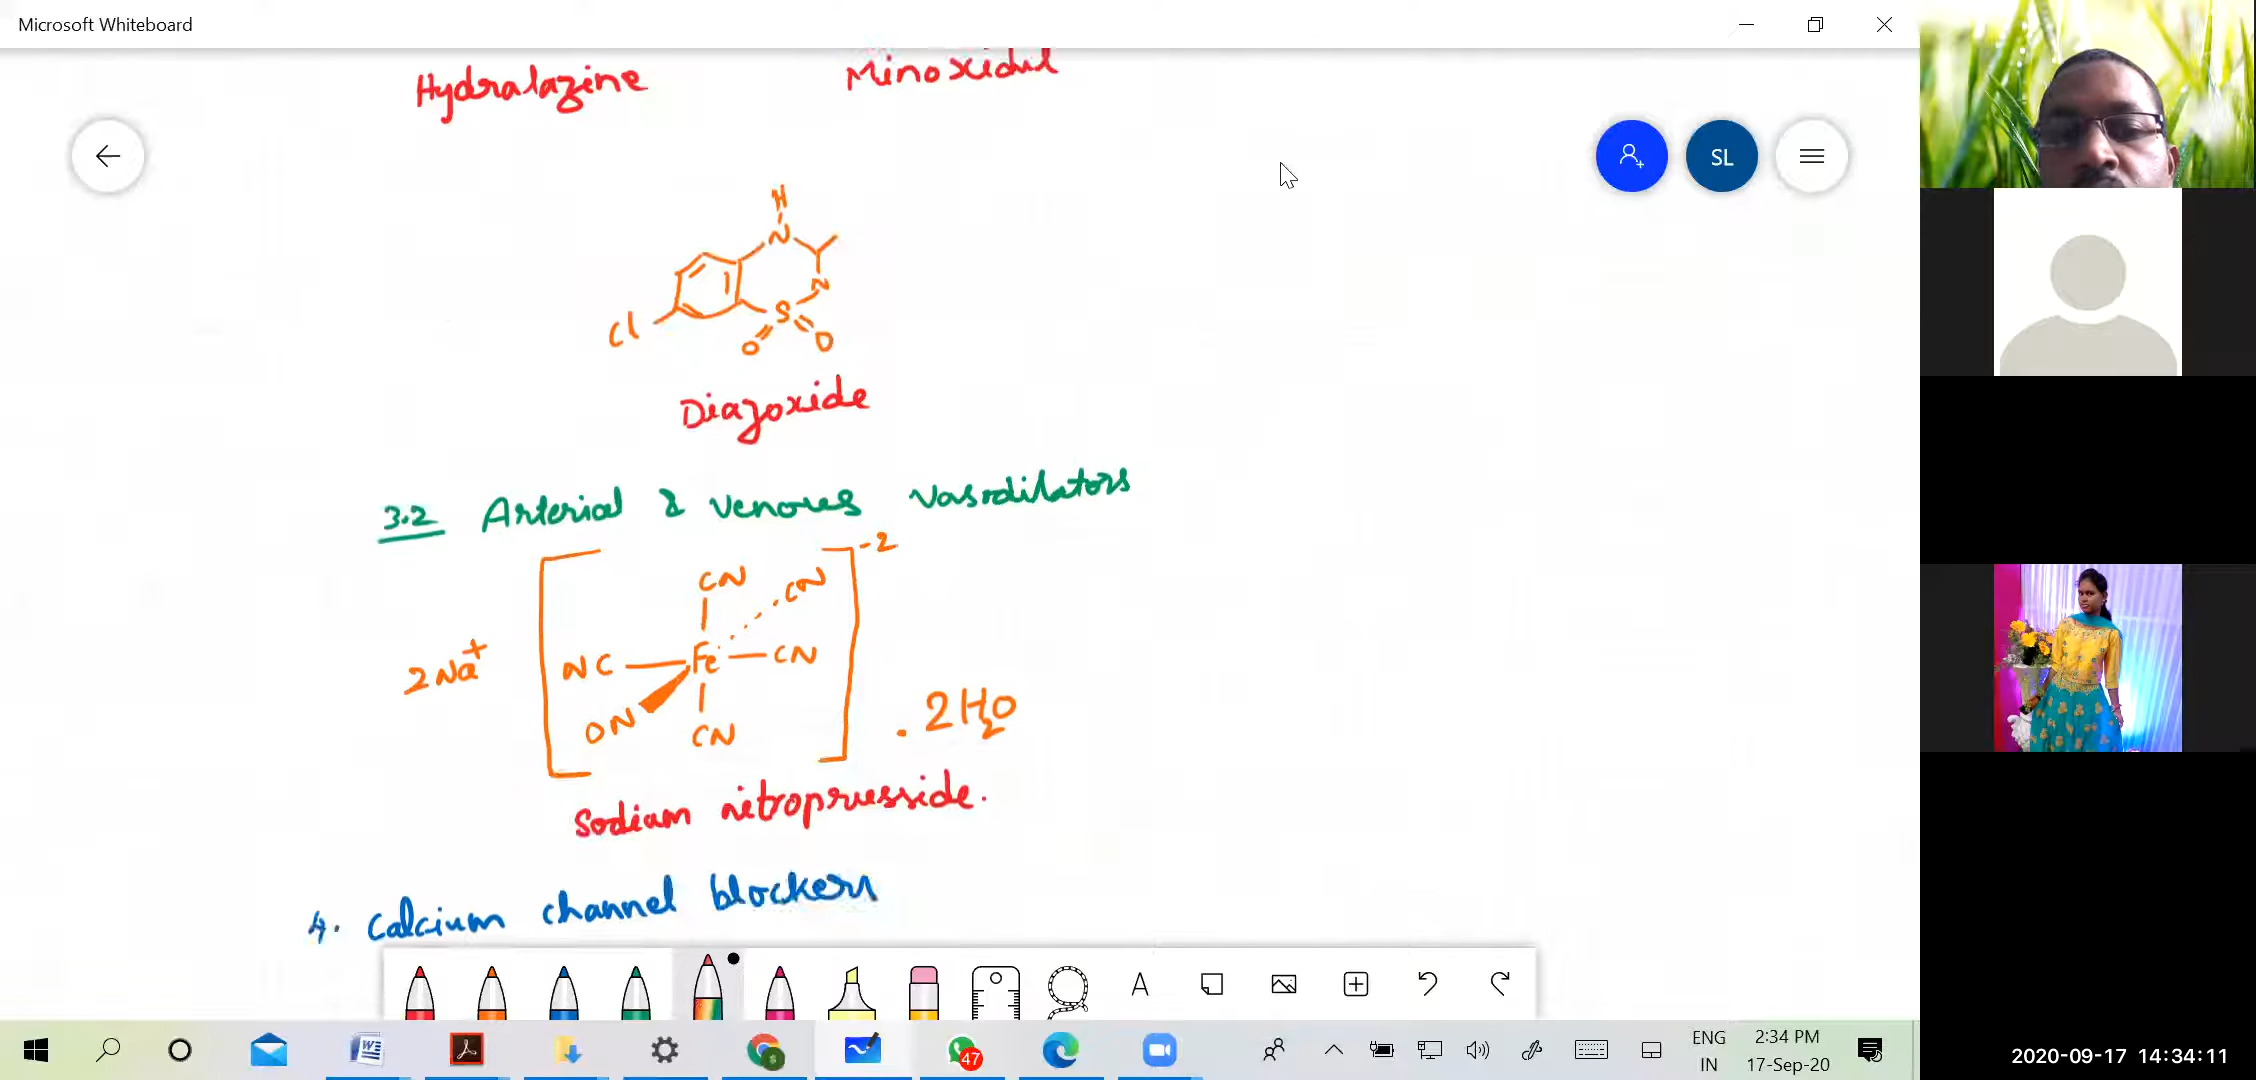 Microsoft Whiteboard
Hydralazine Minoxidil
SL
H
N
N
S
Cl
O O
Diazoxide
3.2 Arterial & venous vasodilators
-2
CN CN
2Na+ NC Fe CN
ON CN
. 2H2O
Sodium nitroprusside.
4. Calcium channel blockers
A
47
ENG 2:34 PM
IN 17-Sep-20
2020-09-17 14:34:11